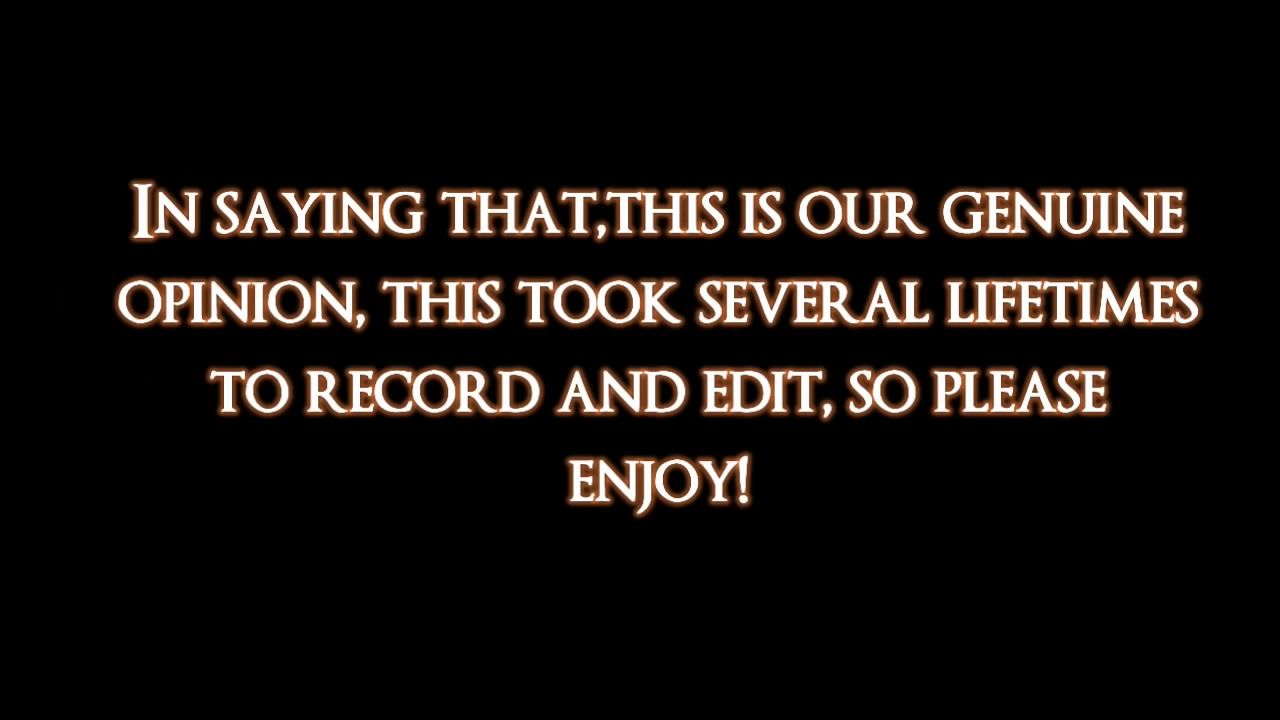 In saying that,this is our genuine
opinion, this took several lifetimes
to record and edit, so please
enjoy!